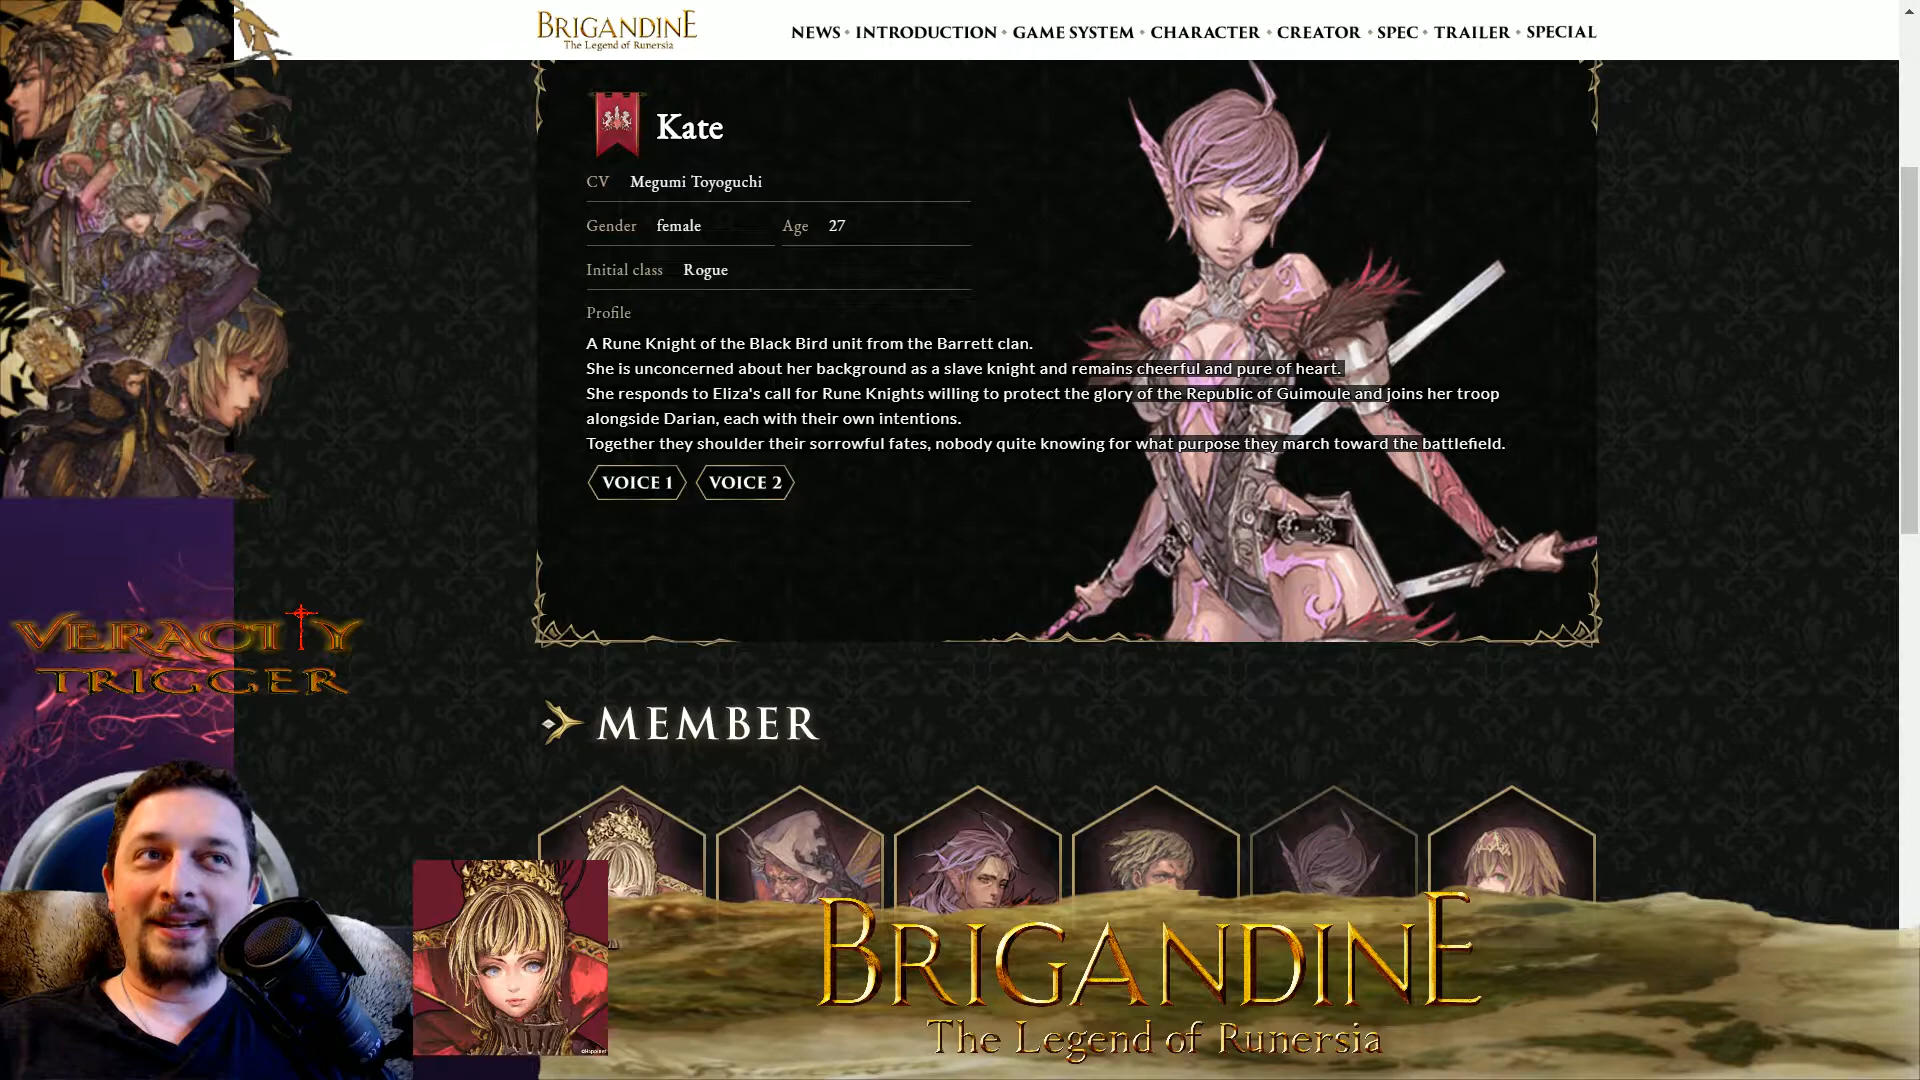 BRIGANDINE
The Legend of Runersia
NEWS INTRODUCTION GAME SYSTEM CHARACTER CREATOR SPEC TRAILER SPECIAL
Kate
CV Megumi Toyoguchi
Gender female Age 27
Initial class Rogue
Profile
A Rune Knight of the Black Bird unit from the Barrett clan.
She is unconcerned about her background as a slave knight and remains cheerful and pure of heart.
She responds to Eliza's call for Rune Knights willing to protect the glory of the Republic of Guimoule and joins her troop
alongside Darian, each with their own intentions.
Together they shoulder their sorrowful fates, nobody quite knowing for what purpose they march toward the battlefield.
VOICE 1 VOICE 2
VERACITY
TRIGGER
MEMBER
©Happinet
BRIGANDINE
The Legend of Runersia